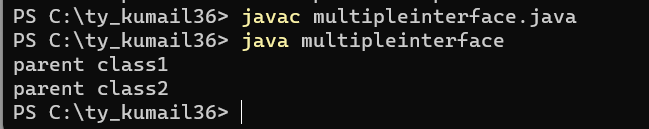 PS C:\ty_kumail36> javac multipleinterface.java
PS C:\ty_kumail36> java multipleinterface
parent class1
parent class2
PS C:\ty_kumail36>